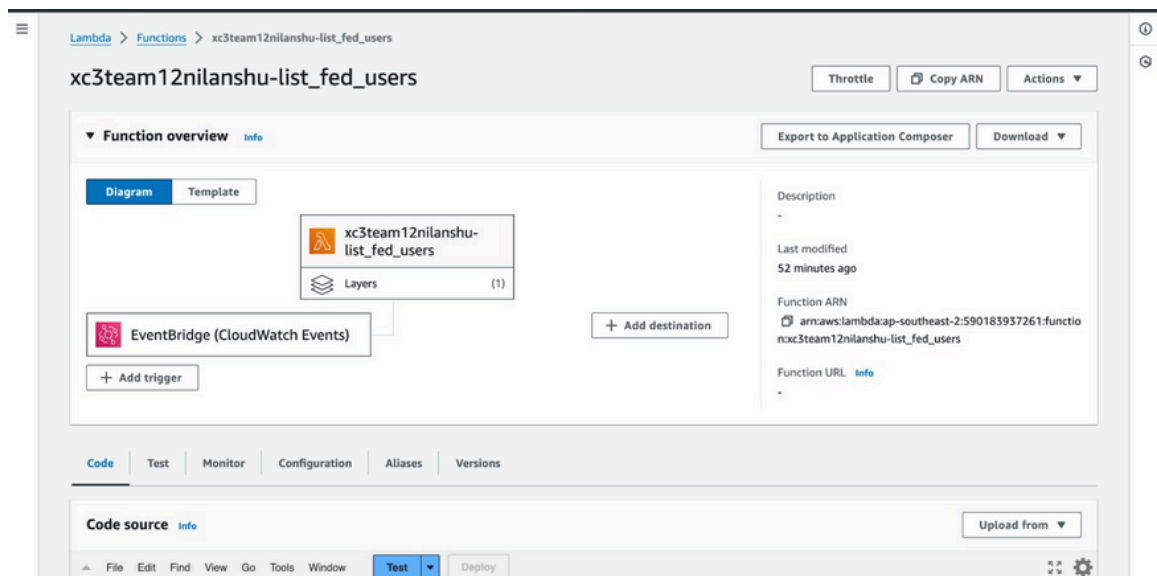 Lambda > Functions > xc3team12nilanshu-list_fed_users
xc3team12nilanshu-list_fed_users
Throttle Copy ARN Actions
Function overview Info
Export to Application Composer Download
Diagram Template
xc3team12nilanshu-
list_fed_users
Layers (1)
EventBridge (CloudWatch Events)
+ Add trigger
+ Add destination
Description
-
Last modified
52 minutes ago
Function ARN
arn:aws:lambda:ap-southeast-2:590183937261:functio
n:xc3team12nilanshu-list_fed_users
Function URL Info
-
Code Test Monitor Configuration Aliases Versions
Code source Info
Upload from
File Edit Find View Go Tools Window Test Deploy